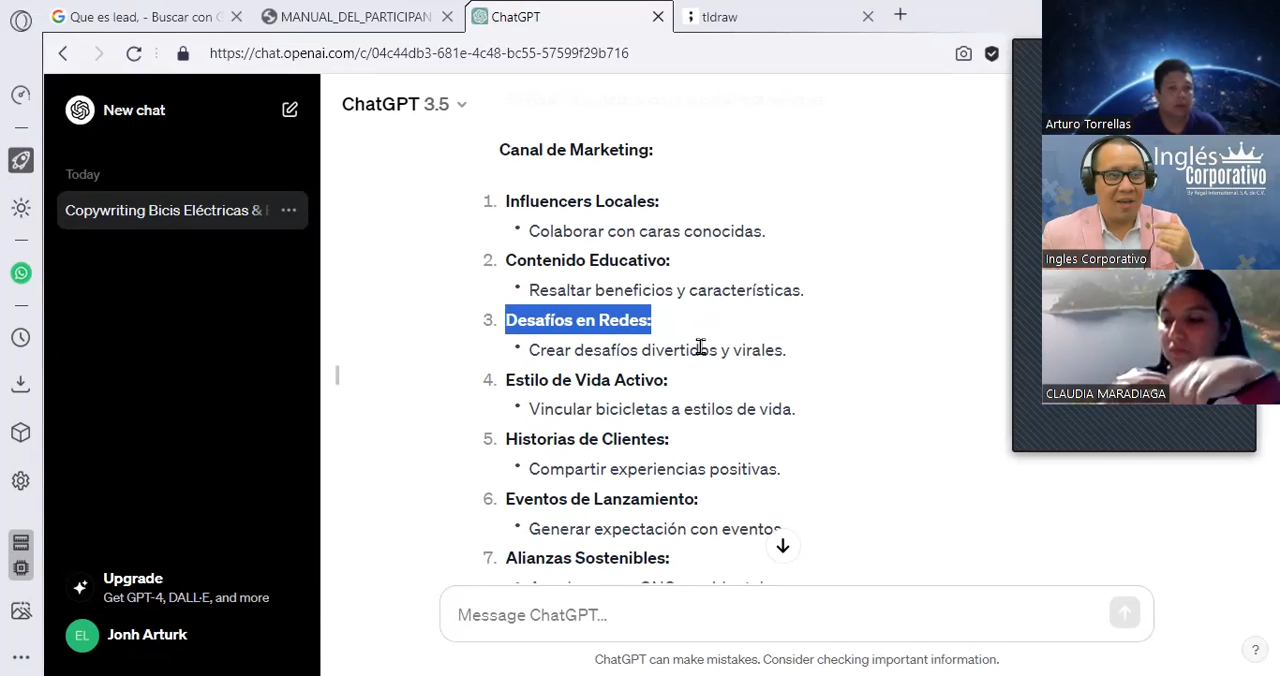 Que es lead, - Buscar con G
MANUAL_DEL_PARTICIPAN
ChatGPT
tldraw
https://chat.openai.com/c/04c44db3-681e-4c48-bc55-57599f29b716
New chat
Today
Copywriting Bicis Eléctricas &
Upgrade
Get GPT-4, DALL·E, and more
EL
Jonh Arturk
ChatGPT 3.5
Canal de Marketing:
1. Influencers Locales:
• Colaborar con caras conocidas.
2. Contenido Educativo:
• Resaltar beneficios y características.
3. Desafíos en Redes:
• Crear desafíos divertidos y virales.
4. Estilo de Vida Activo:
• Vincular bicicletas a estilos de vida.
5. Historias de Clientes:
• Compartir experiencias positivas.
6. Eventos de Lanzamiento:
• Generar expectación con eventos.
7. Alianzas Sostenibles:
Message ChatGPT...
ChatGPT can make mistakes. Consider checking important information.
?
Arturo Torrellas
Inglés
Corporativo
By Regal International, S.A. de C.V.
Ingles Corporativo
CLAUDIA MARADIAGA